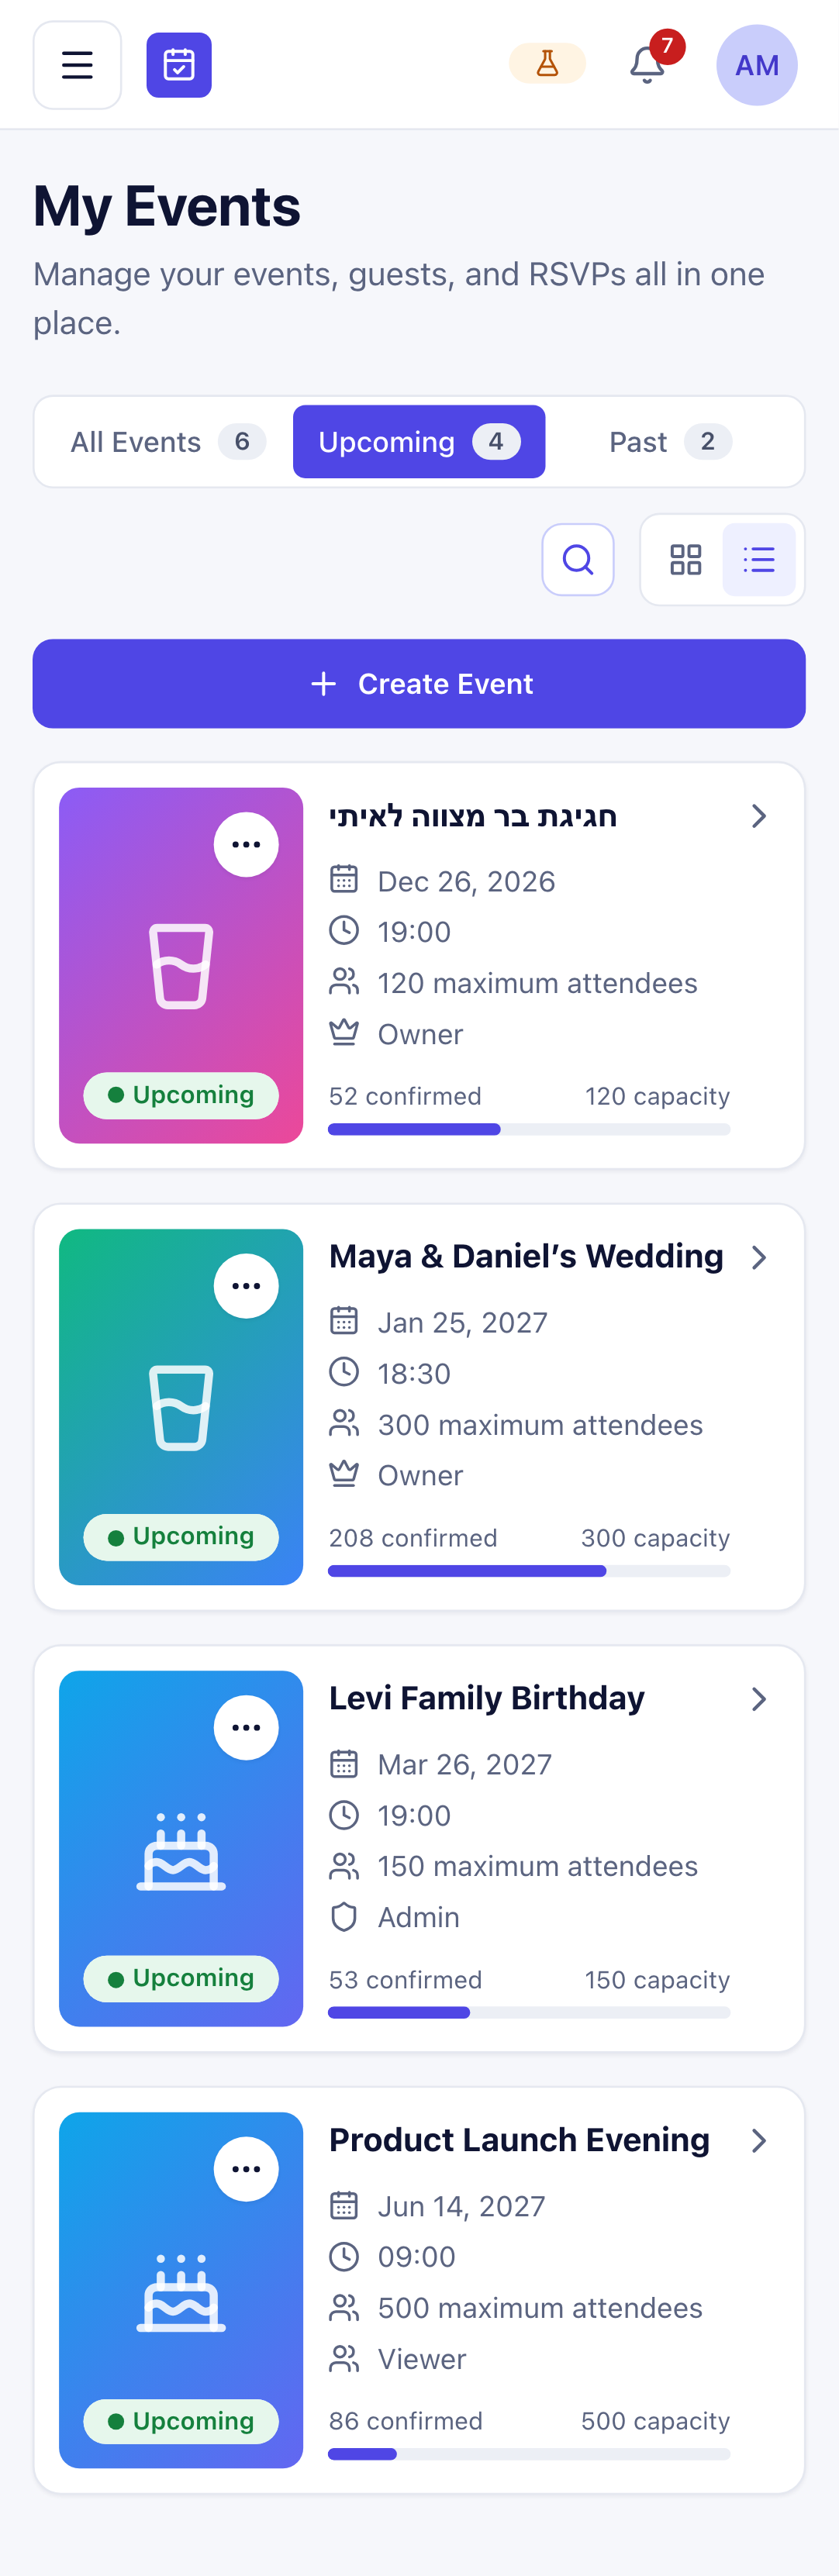 7
AM
My Events
Manage your events, guests, and RSVPs all in one
place.
All Events 6 Upcoming 4 Past 2
Create Event
חגיגת בר מצווה לאיתי
Dec 26, 2026
19:00
120 maximum attendees
Owner
Upcoming
52 confirmed 120 capacity
Maya & Daniel’s Wedding
Jan 25, 2027
18:30
300 maximum attendees
Owner
Upcoming
208 confirmed 300 capacity
Levi Family Birthday
Mar 26, 2027
19:00
150 maximum attendees
Admin
Upcoming
53 confirmed 150 capacity
Product Launch Evening
Jun 14, 2027
09:00
500 maximum attendees
Viewer
Upcoming
86 confirmed 500 capacity